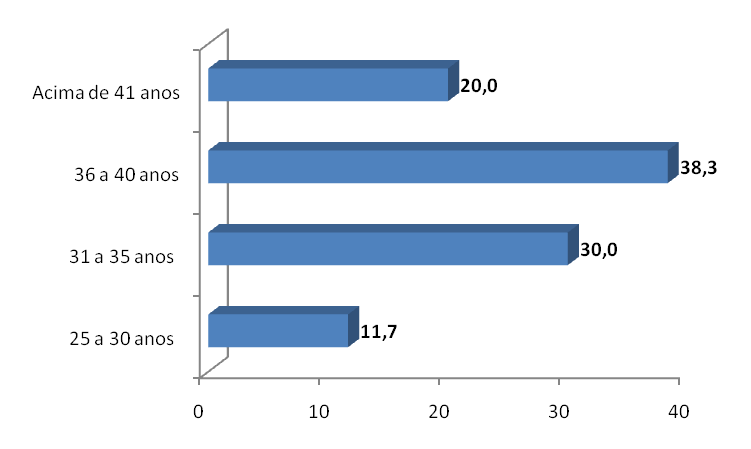 Acima de 41 anos
20,0
36 a 40 anos
38,3
31 a 35 anos
30,0
25 a 30 anos
11,7
0 10 20 30 40